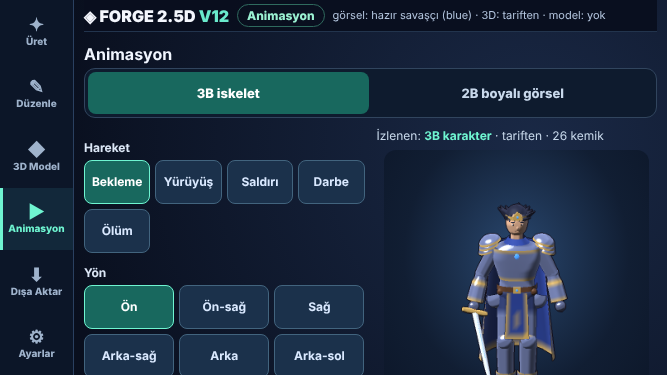 ◈ FORGE 2.5D V12 Animasyon görsel: hazır savaşçı (blue) · 3D: tariften · model: yok
Üret
Düzenle
3D Model
Animasyon
Dışa Aktar
Ayarlar
Animasyon
3B iskelet 2B boyalı görsel
İzlenen: 3B karakter · tariften · 26 kemik
Hareket
Bekleme Yürüyüş Saldırı Darbe
Ölüm
Yön
Ön Ön-sağ Sağ
Arka-sağ Arka Arka-sol